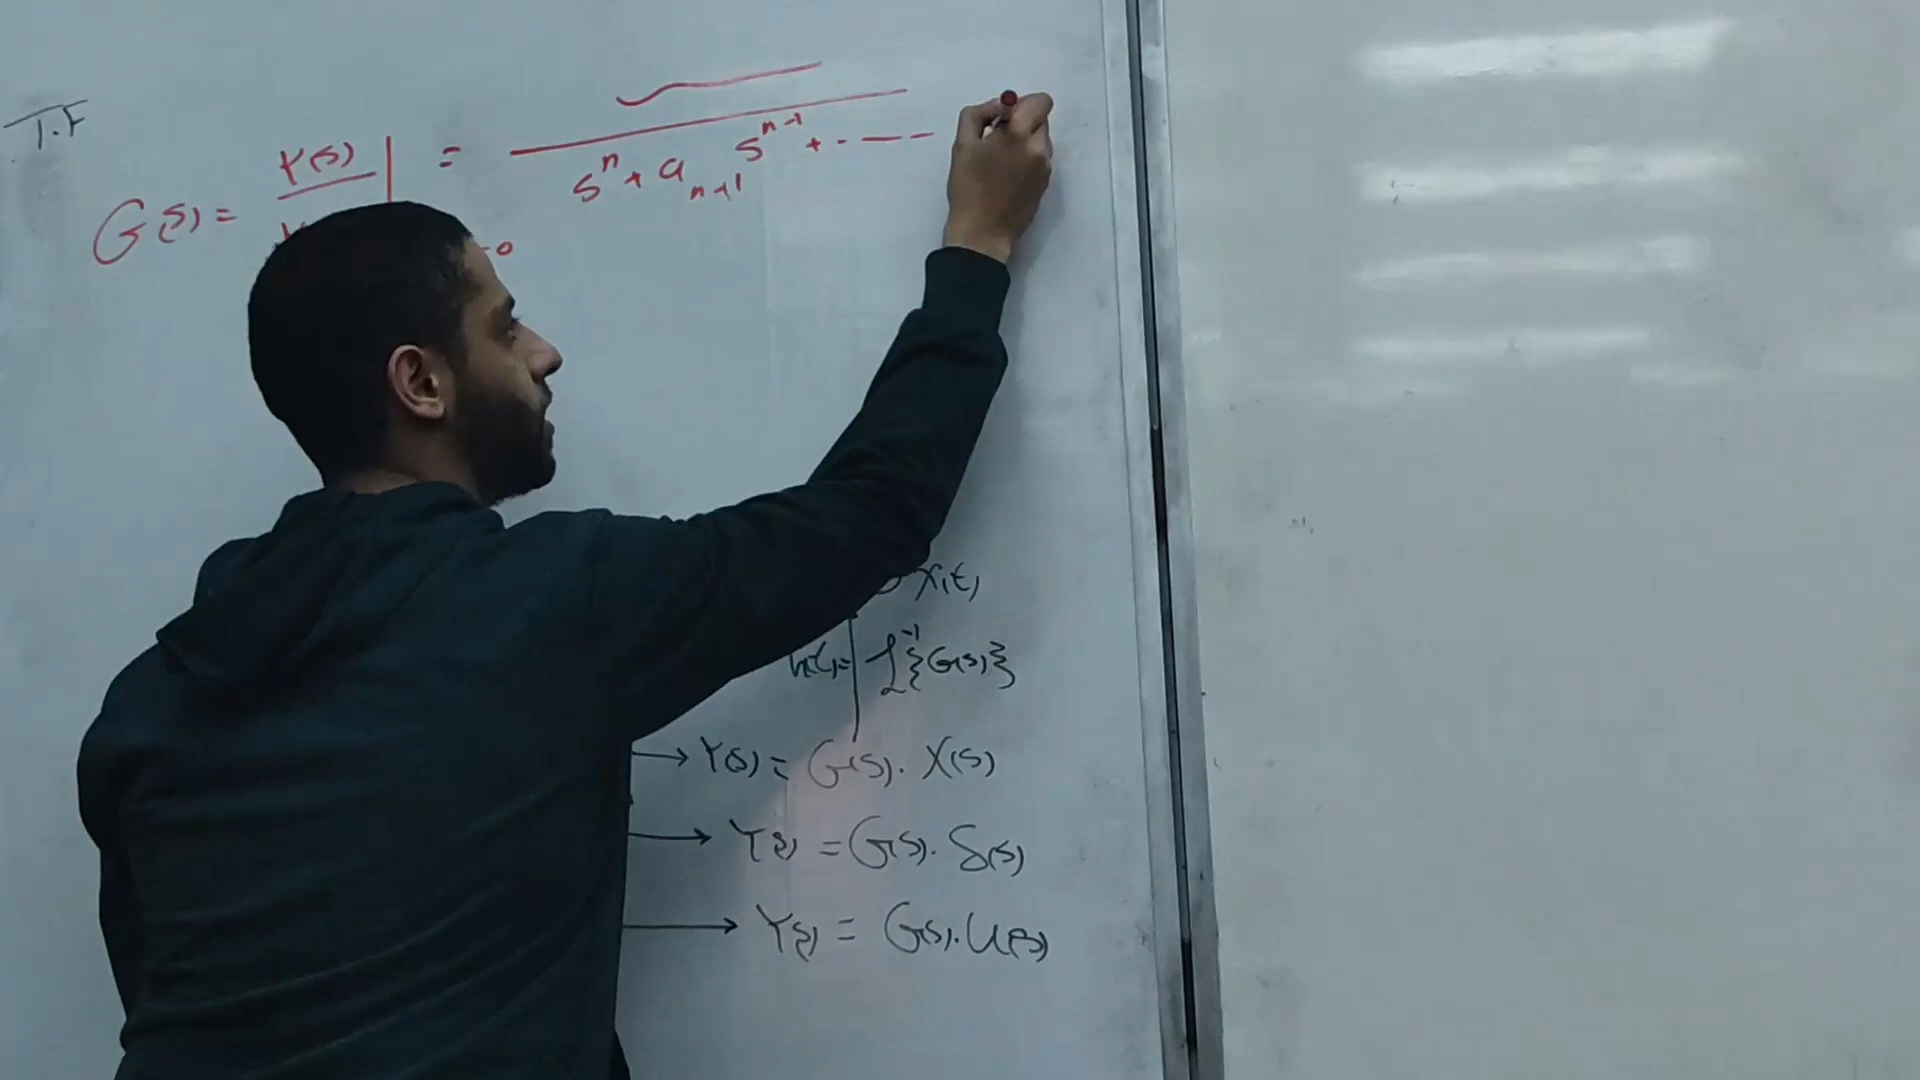 T.F
G(s) = Y(s) / | = / s^n + a_{n+1} s^{n-1} + - — -
X(t)
h(t) = L^{-1}{G(s)}
→ Y(s) = G(s). X(s)
→ Y(s) = G(s). δ(s)
→ Y(s) = G(s). U(s)